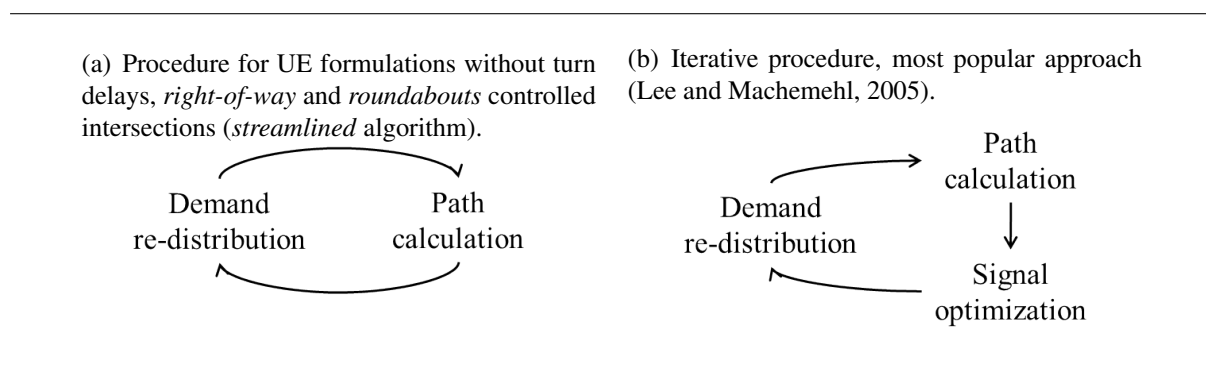 (a) Procedure for UE formulations without turn
delays, right-of-way and roundabouts controlled
intersections (streamlined algorithm).
Demand
re-distribution
Path
calculation
(b) Iterative procedure, most popular approach
(Lee and Machemehl, 2005).
Demand
re-distribution
Path
calculation
Signal
optimization